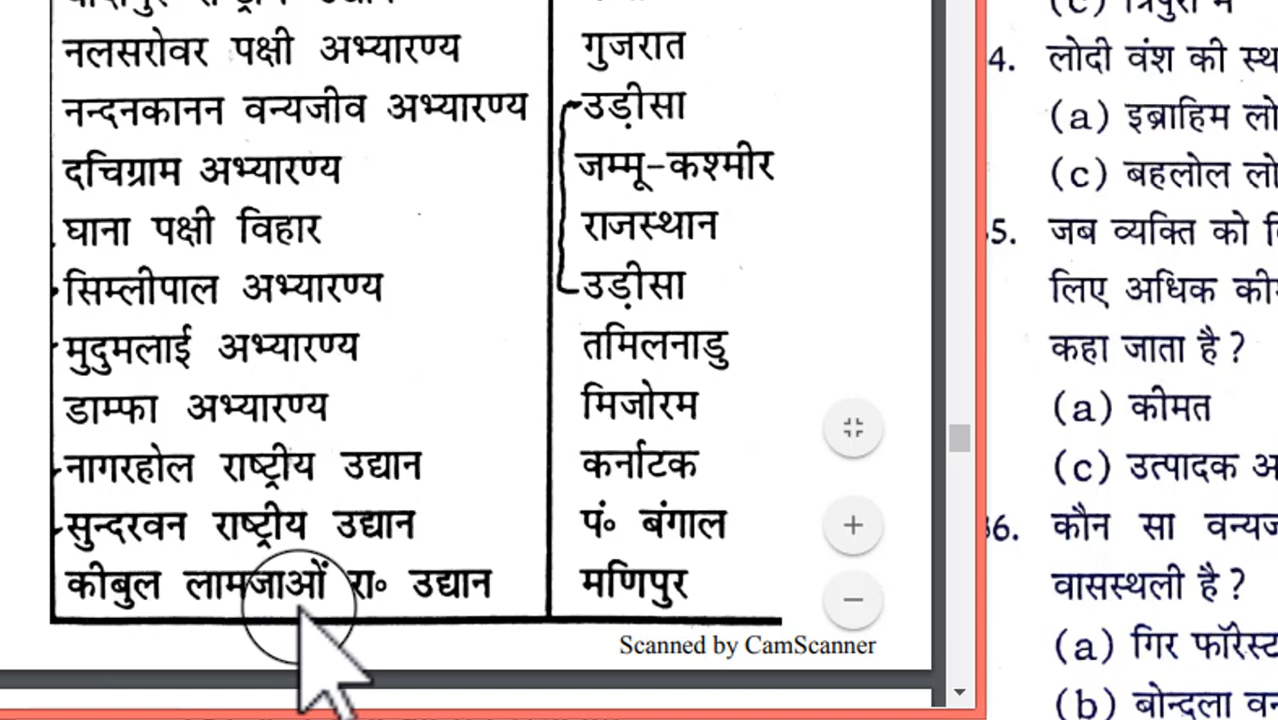 नलसरोवर पक्षी अभ्यारण्य गुजरात
नन्दनकानन वन्यजीव अभ्यारण्य उड़ीसा
दचिग्राम अभ्यारण्य जम्मू-कश्मीर
घाना पक्षी विहार राजस्थान
सिम्लीपाल अभ्यारण्य उड़ीसा
मुदुमलाई अभ्यारण्य तमिलनाडु
डाम्फा अभ्यारण्य मिजोरम
नागरहोल राष्ट्रीय उद्यान कर्नाटक
सुन्दरवन राष्ट्रीय उद्यान पं॰ बंगाल
कीबुल लामजाओं रा॰ उद्यान मणिपुर
Scanned by CamScanner
(c) त्रिपुरा में
4. लोदी वंश की
(a) इब्राहिम
(c) बहलोल
5. जब व्यक्ति को
लिए अधिक
कहा जाता है ?
(a) कीमत
(c) उत्पादक
36. कौन सा
वासस्थली है ?
(a) गिर फॉरेस्ट
(b) बोन्दला